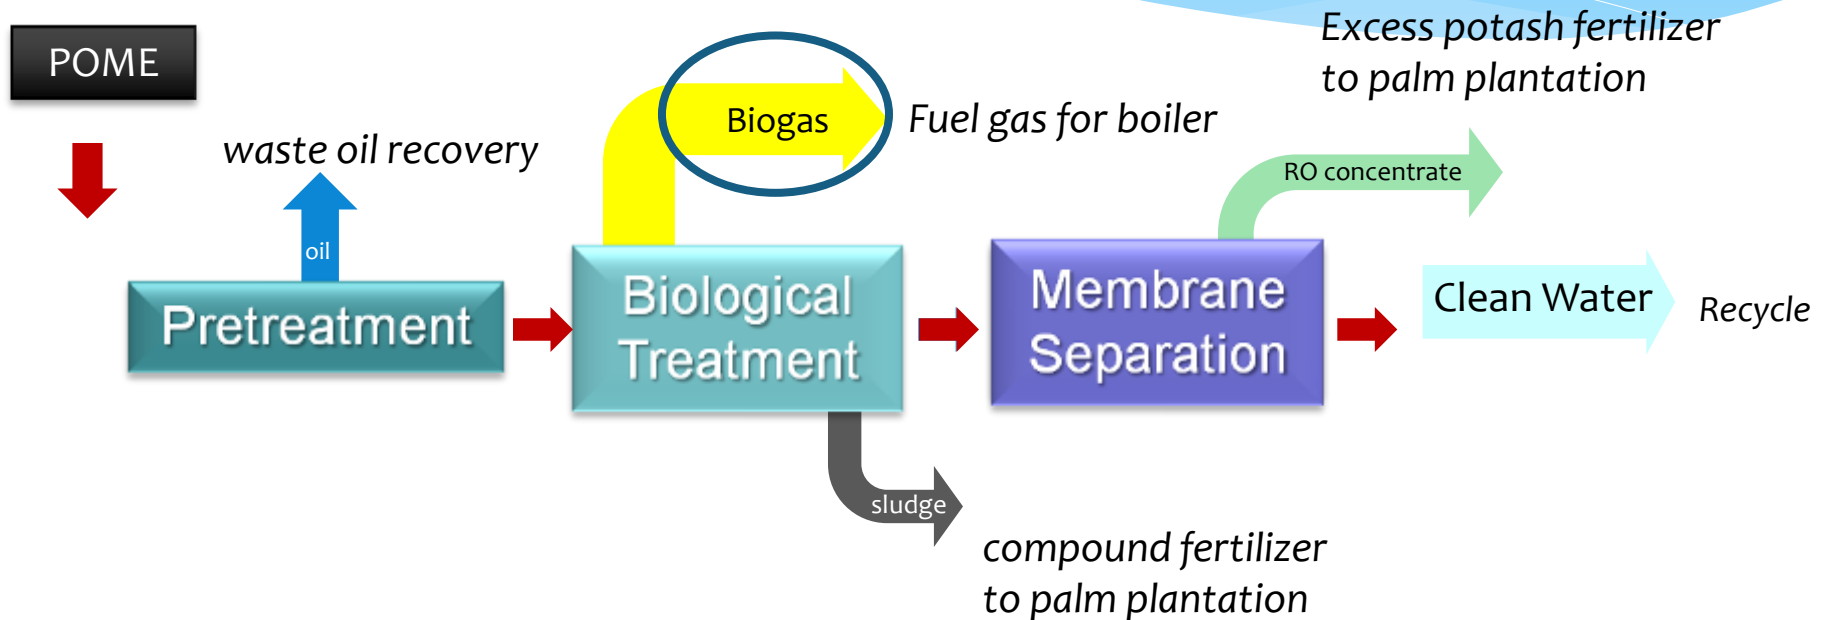 POME
waste oil recovery
oil
Pretreatment
Biogas
Fuel gas for boiler
Biological
Treatment
sludge
compound fertilizer
to palm plantation
Membrane
Separation
Excess potash fertilizer
to palm plantation
RO concentrate
Clean Water
Recycle